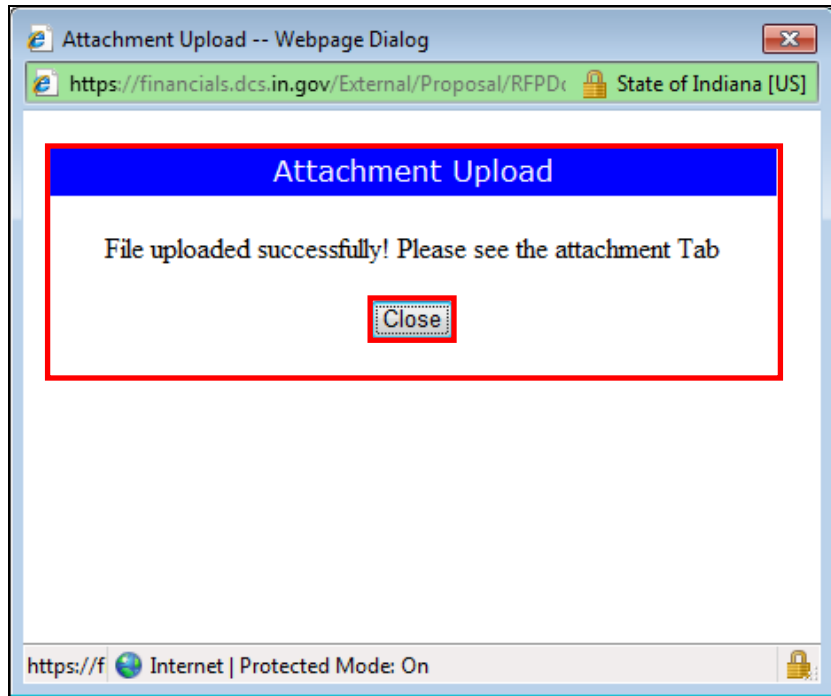 Attachment Upload -- Webpage Dialog
https://financials.dcs.in.gov/External/Proposal/RFPDc State of Indiana [US]
Attachment Upload
File uploaded successfully! Please see the attachment Tab
Close
https://f Internet | Protected Mode: On